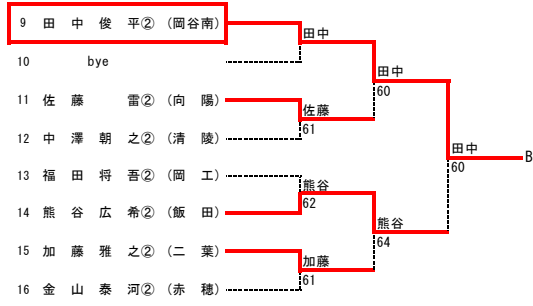 9 田 中 俊 平② (岡谷南)
田中
10 bye
田中
60
11 佐 藤 雷② (向 陽)
佐藤
61
12 中 澤 朝 之② (清 陵)
田中
60
B
13 福 田 将 吾② (岡 工)
熊谷
62
14 熊 谷 広 希② (飯 田)
熊谷
64
15 加 藤 雅 之② (二 葉)
加藤
61
16 金 山 泰 河② (赤 穂)